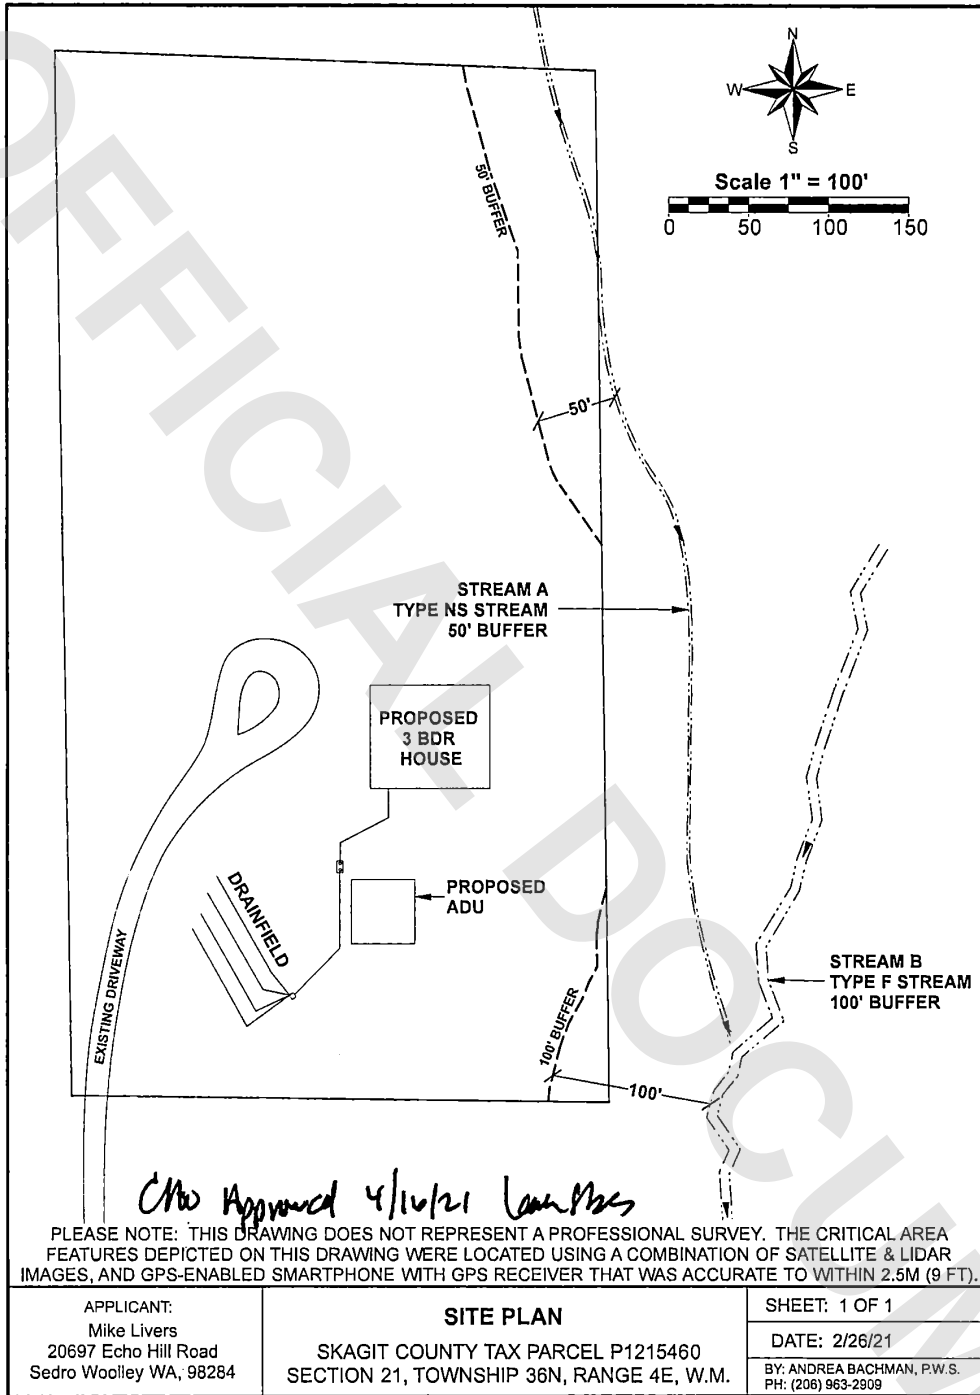 N
W E
S
Scale 1" = 100'
0 50 100 150
50' BUFFER
50'
STREAM A
TYPE NS STREAM
50' BUFFER
PROPOSED
3 BDR
HOUSE
PROPOSED
ADU
DRAINFIELD
EXISTING DRIVEWAY
STREAM B
TYPE F STREAM
100' BUFFER
100' BUFFER
100'
Approved 4/16/21
PLEASE NOTE: THIS DRAWING DOES NOT REPRESENT A PROFESSIONAL SURVEY. THE CRITICAL AREA
FEATURES DEPICTED ON THIS DRAWING WERE LOCATED USING A COMBINATION OF SATELLITE & LIDAR
IMAGES, AND GPS-ENABLED SMARTPHONE WITH GPS RECEIVER THAT WAS ACCURATE TO WITHIN 2.5M (9 FT).
APPLICANT:
Mike Livers
20697 Echo Hill Road
Sedro Woolley WA, 98284
SITE PLAN
SKAGIT COUNTY TAX PARCEL P1215460
SECTION 21, TOWNSHIP 36N, RANGE 4E, W.M.
SHEET: 1 OF 1
DATE: 2/26/21
BY: ANDREA BACHMAN, P.W.S.
PH: (206) 963-2909
OFFICIAL DOCUM